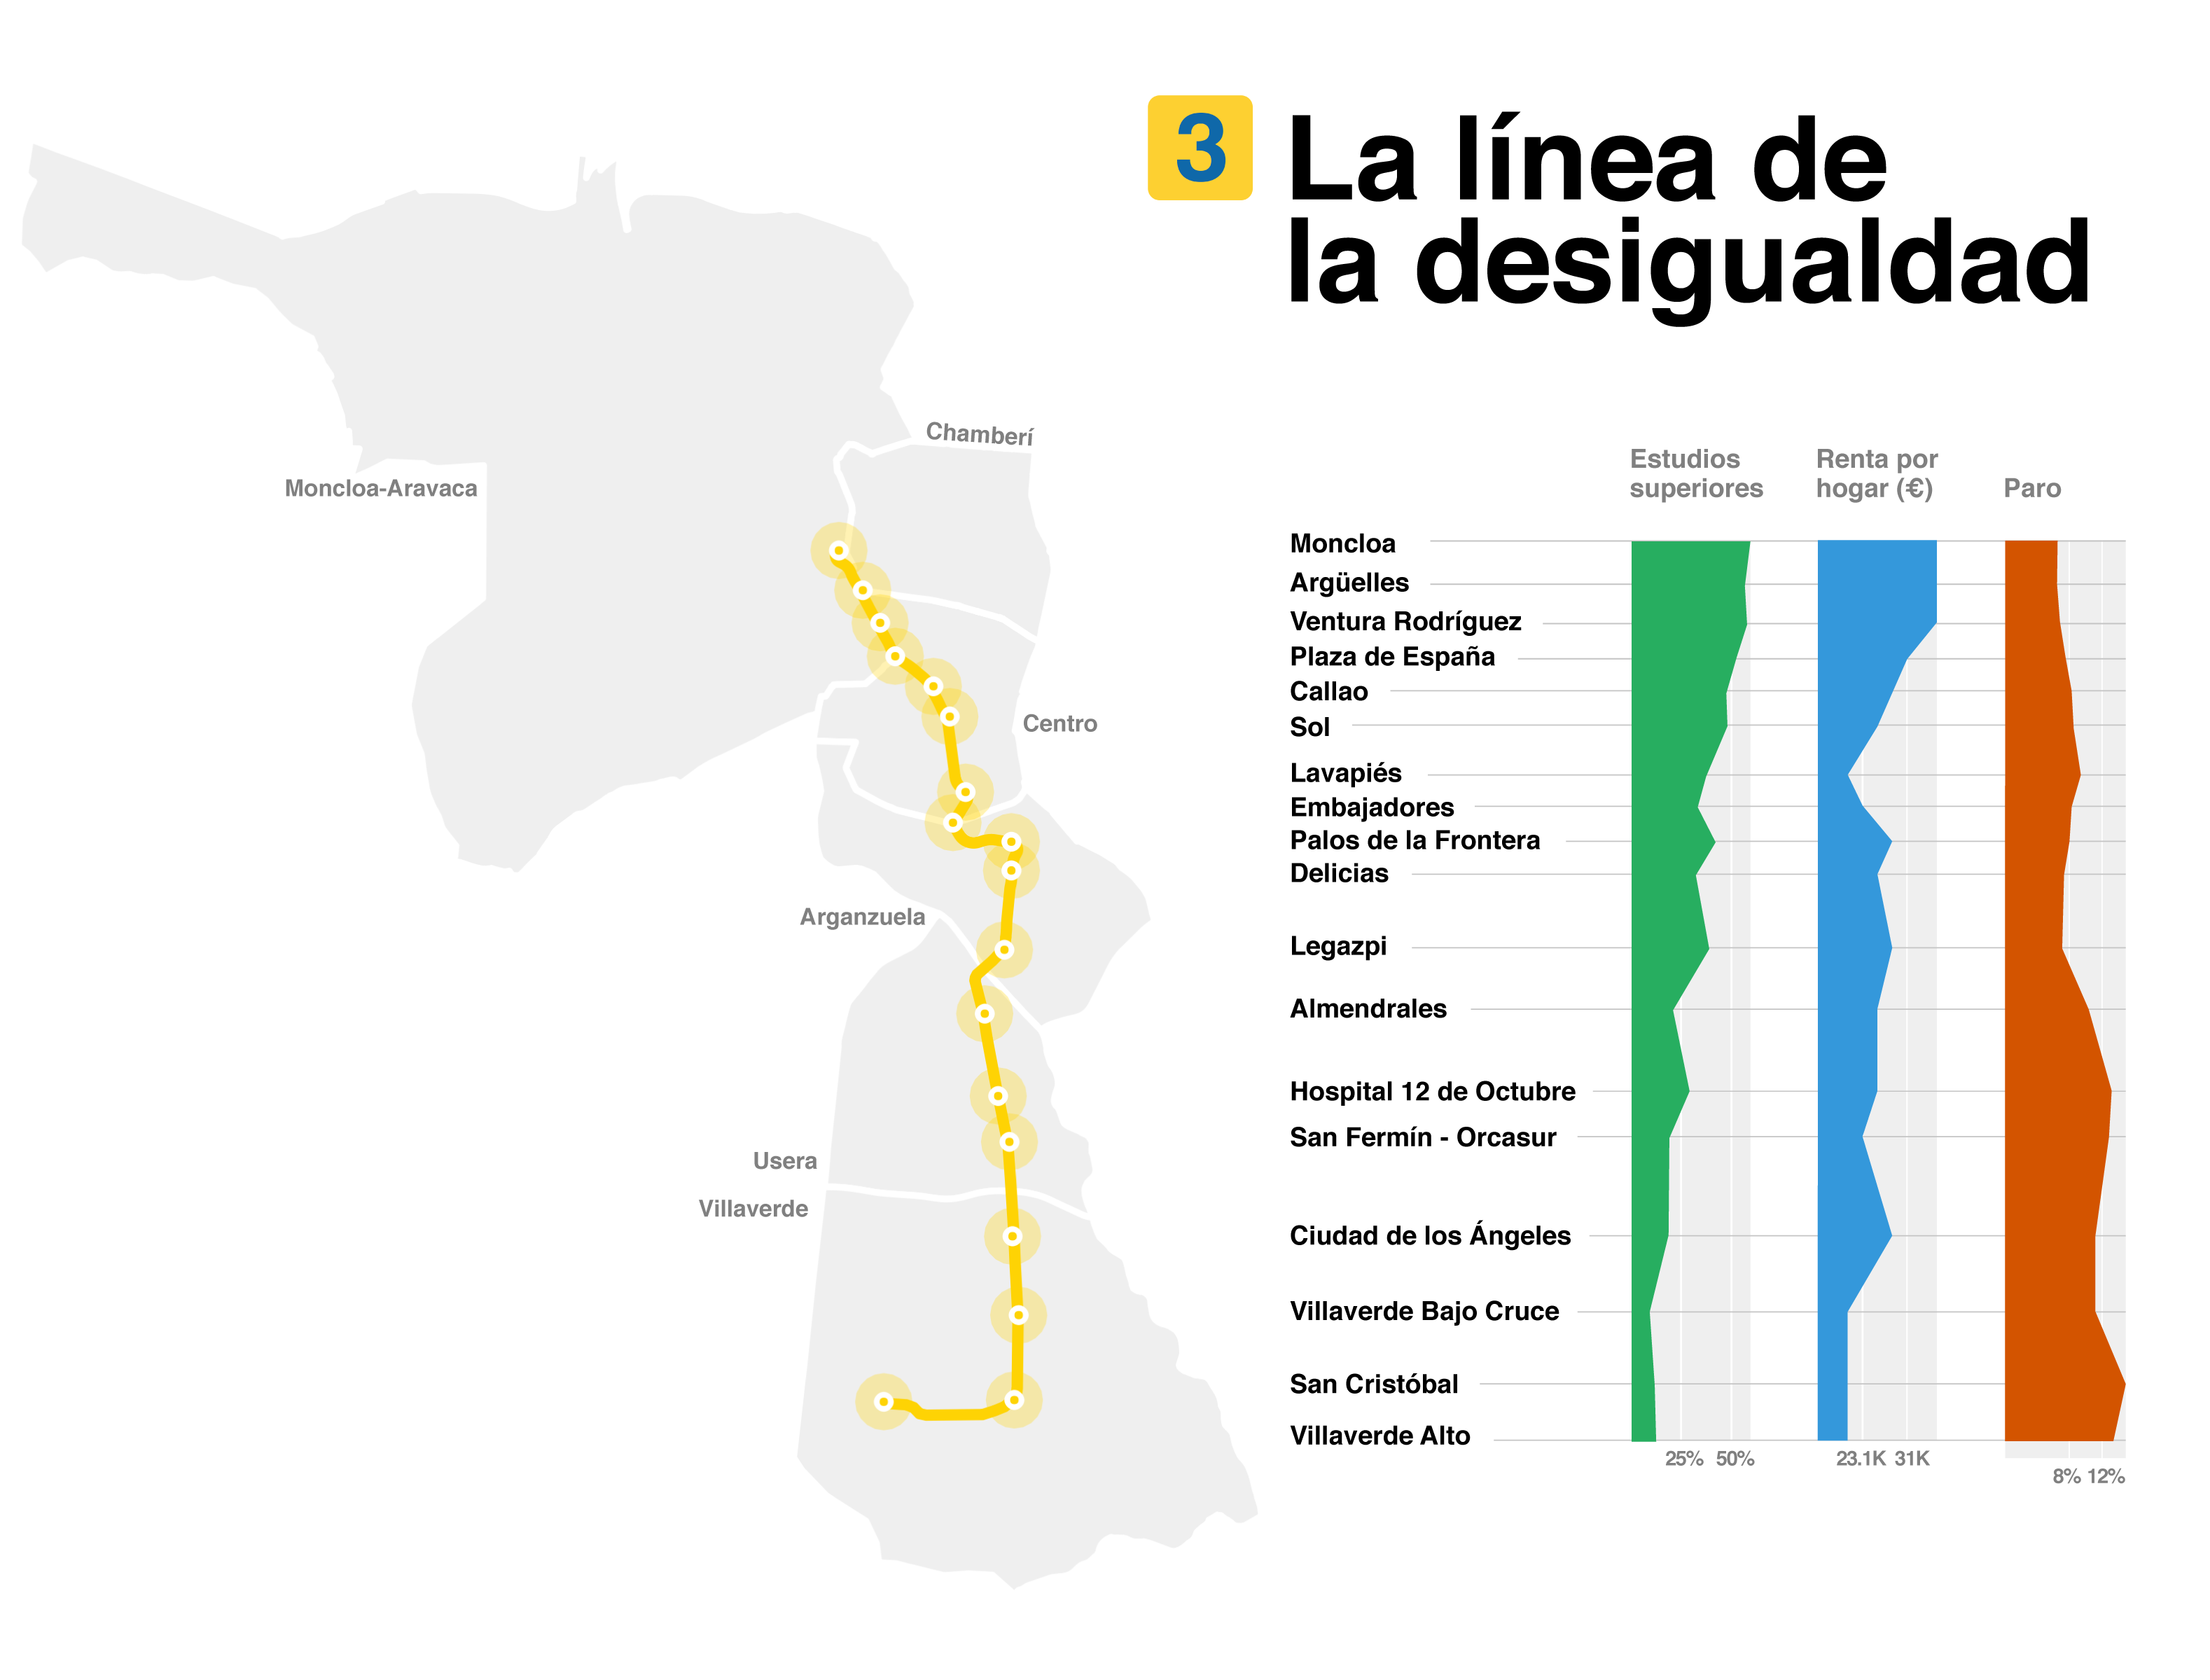 3
La línea de
la desigualdad
Chamberí
Moncloa-Aravaca
Centro
Arganzuela
Usera
Villaverde
Estudios
superiores
Renta por
hogar (€)
Paro
Moncloa
Argüelles
Ventura Rodríguez
Plaza de España
Callao
Sol
Lavapiés
Embajadores
Palos de la Frontera
Delicias
Legazpi
Almendrales
Hospital 12 de Octubre
San Fermín - Orcasur
Ciudad de los Ángeles
Villaverde Bajo Cruce
San Cristóbal
Villaverde Alto
25% 50%
23.1K 31K
8% 12%